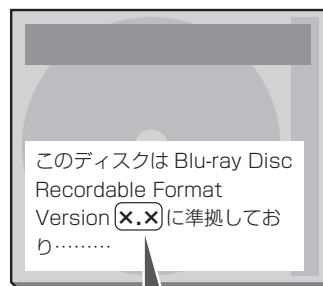 このディスクは Blu-ray Disc
Recordable Format
Version ×.×に準拠してお
り………